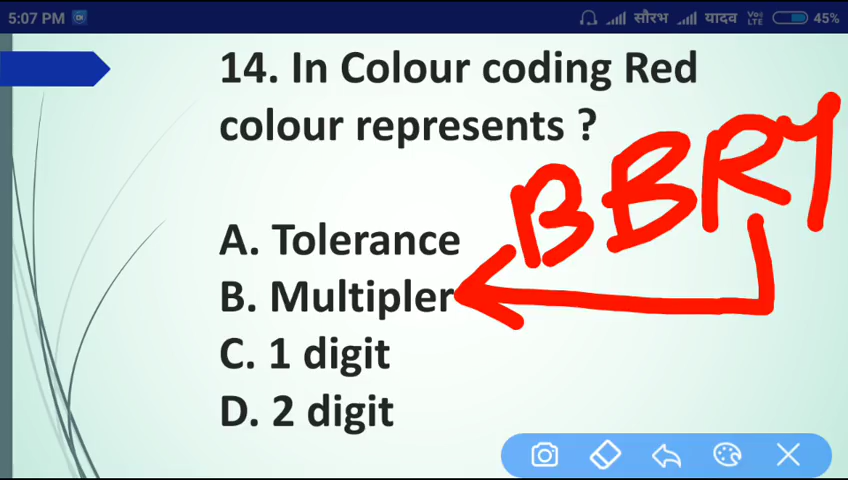 5:07 PM सौरभ यादव VoLTE 45%
14. In Colour coding Red
colour represents ?
BBRY
A. Tolerance
B. Multipler
C. 1 digit
D. 2 digit